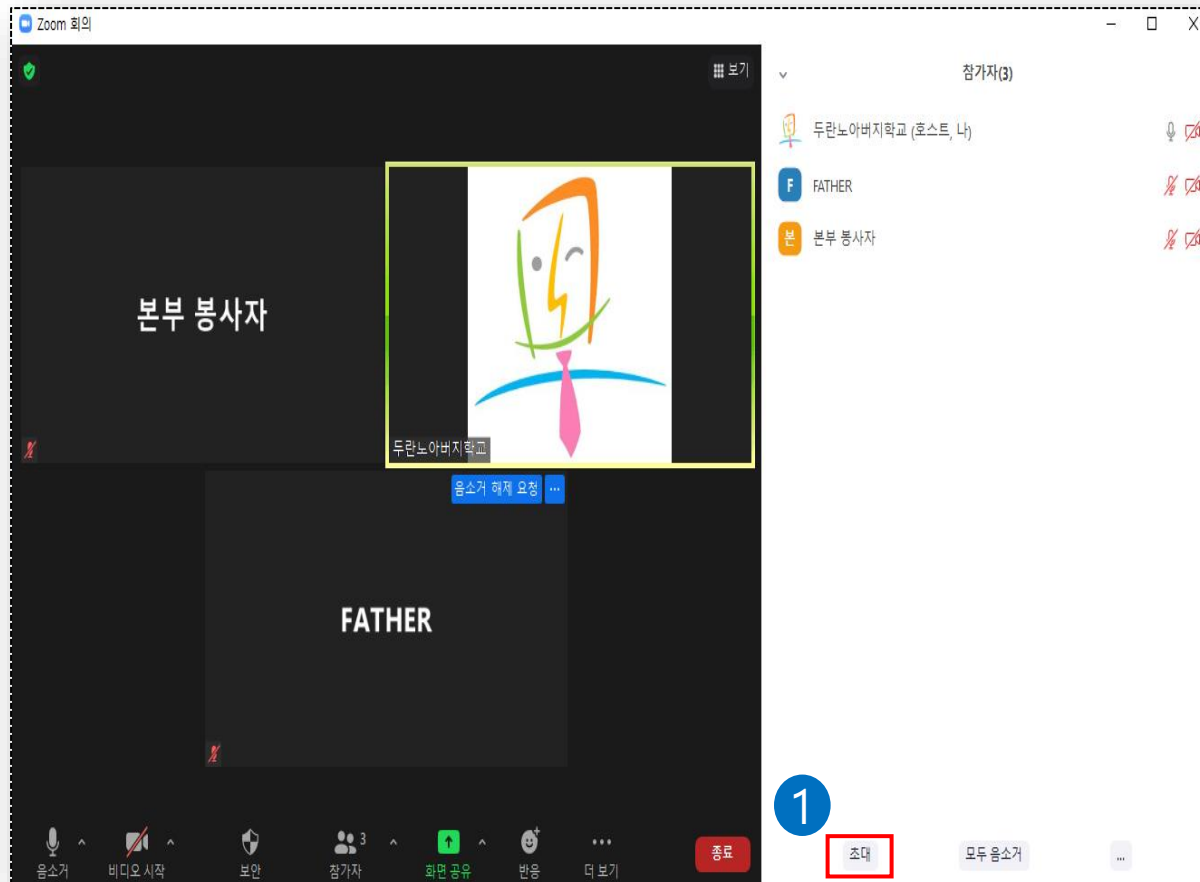 Zoom 회의
보기
참가자(3)
두란노아버지학교 (호스트, 나)
F FATHER
본 본부 봉사자
본부 봉사자
두란노아버지학교
음소거 해제 요청 ...
FATHER
1
음소거
비디오 시작
보안
3
참가자
화면 공유
반응
더 보기
종료
초대
모두 음소거
...